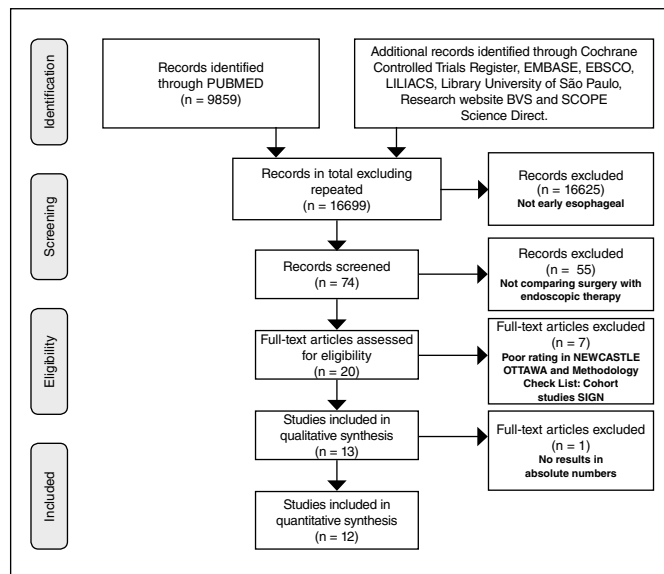 Identification
Records identified
through PUBMED
(n = 9859)
Additional records identified through Cochrane
Controlled Trials Register, EMBASE, EBSCO,
LILIACS, Library University of São Paulo,
Research website BVS and SCOPE
Science Direct.
Screening
Records in total excluding
repeated
(n = 16699)
Records excluded
(n = 16625)
Not early esophageal
Records screened
(n = 74)
Records excluded
(n = 55)
Not comparing surgery with
endoscopic therapy
Eligibility
Full-text articles assessed
for eligibility
(n = 20)
Full-text articles excluded
(n = 7)
Poor rating in NEWCASTLE
OTTAWA and Methodology
Check List: Cohort
studies SIGN
Included
Studies included in
qualitative synthesis
(n = 13)
Full-text articles excluded
(n = 1)
No results in
absolute numbers
Studies included in
quantitative synthesis
(n = 12)